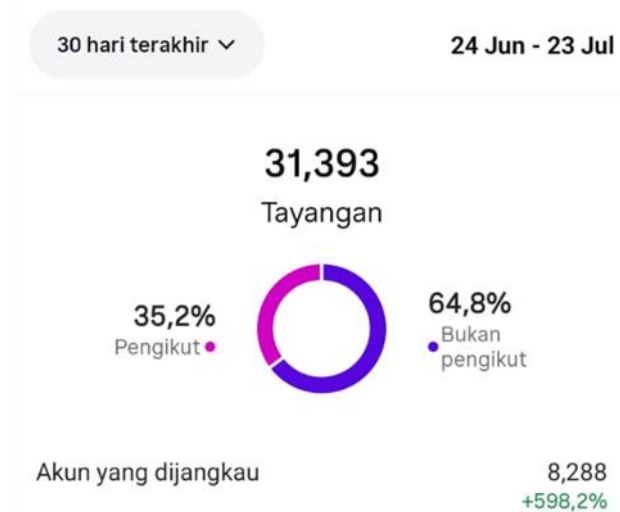 30 hari terakhir
24 Jun - 23 Jul
31,393
Tayangan
35,2%
Pengikut
64,8%
Bukan
pengikut
Akun yang dijangkau
8,288
+598,2%